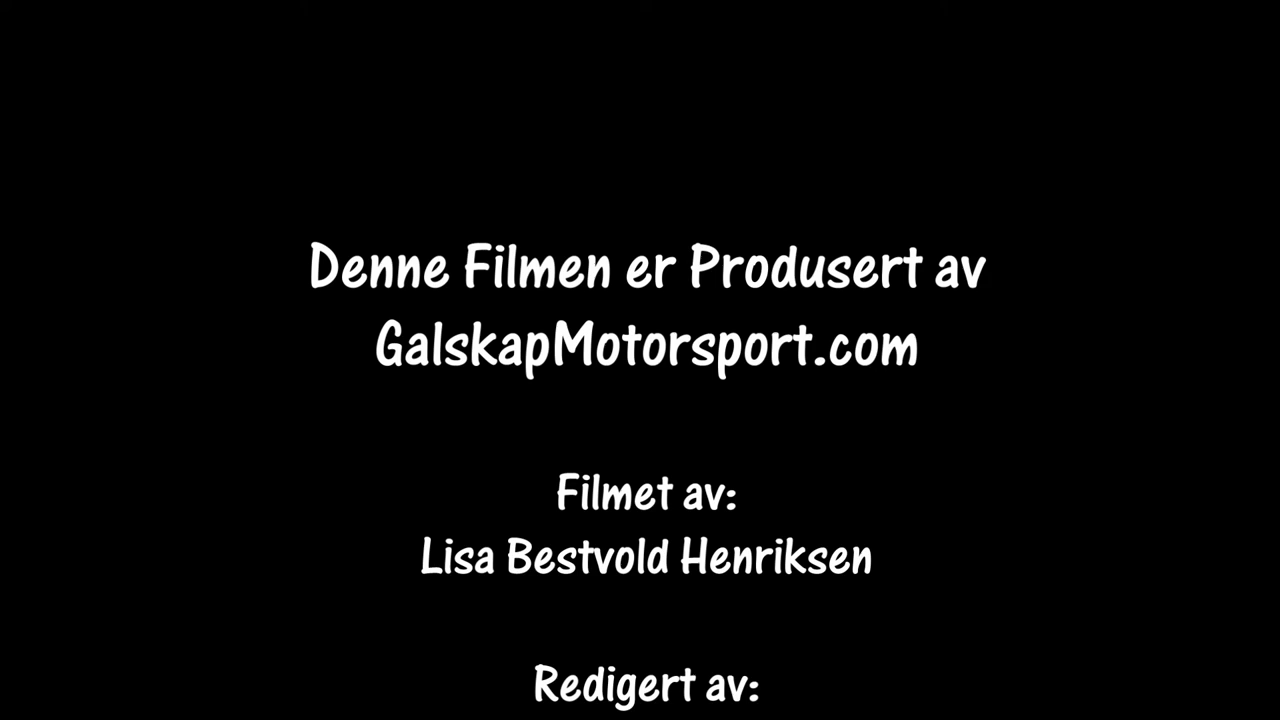 Denne Filmen er Produsert av
GalskapMotorsport.com
Filmet av:
Lisa Bestvold Henriksen
Redigert av: